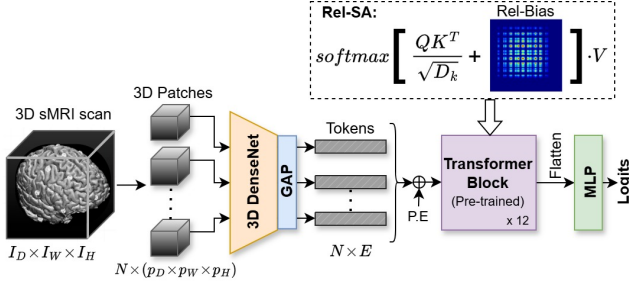 Rel-SA:
Rel-Bias
softmax[ QK^T / √D_k + ]·V
3D sMRI scan
3D Patches
3D DenseNet
GAP
Tokens
Transformer
Block
(Pre-trained)
x 12
Flatten
MLP
Logits
P.E
I_D × I_W × I_H
N × (p_D × p_W × p_H)
N × E